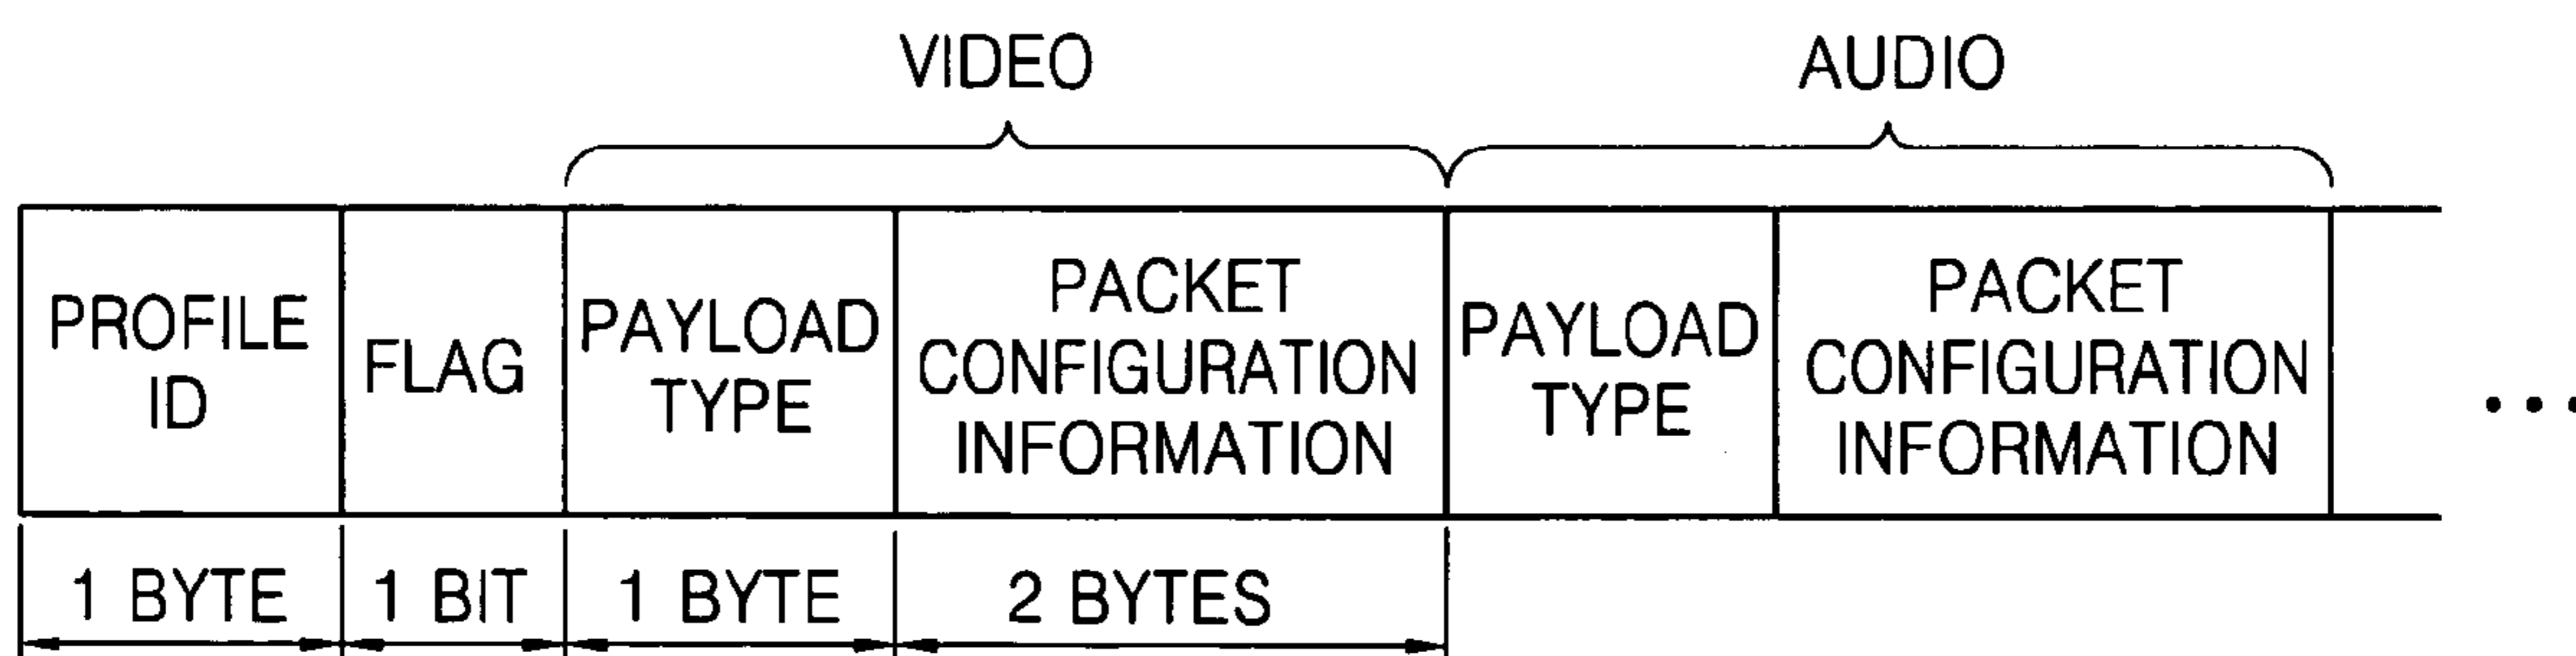 VIDEO
AUDIO
PROFILE
ID
FLAG
PAYLOAD
TYPE
PACKET
CONFIGURATION
INFORMATION
PAYLOAD
TYPE
PACKET
CONFIGURATION
INFORMATION
...
1 BYTE
1 BIT
1 BYTE
2 BYTES